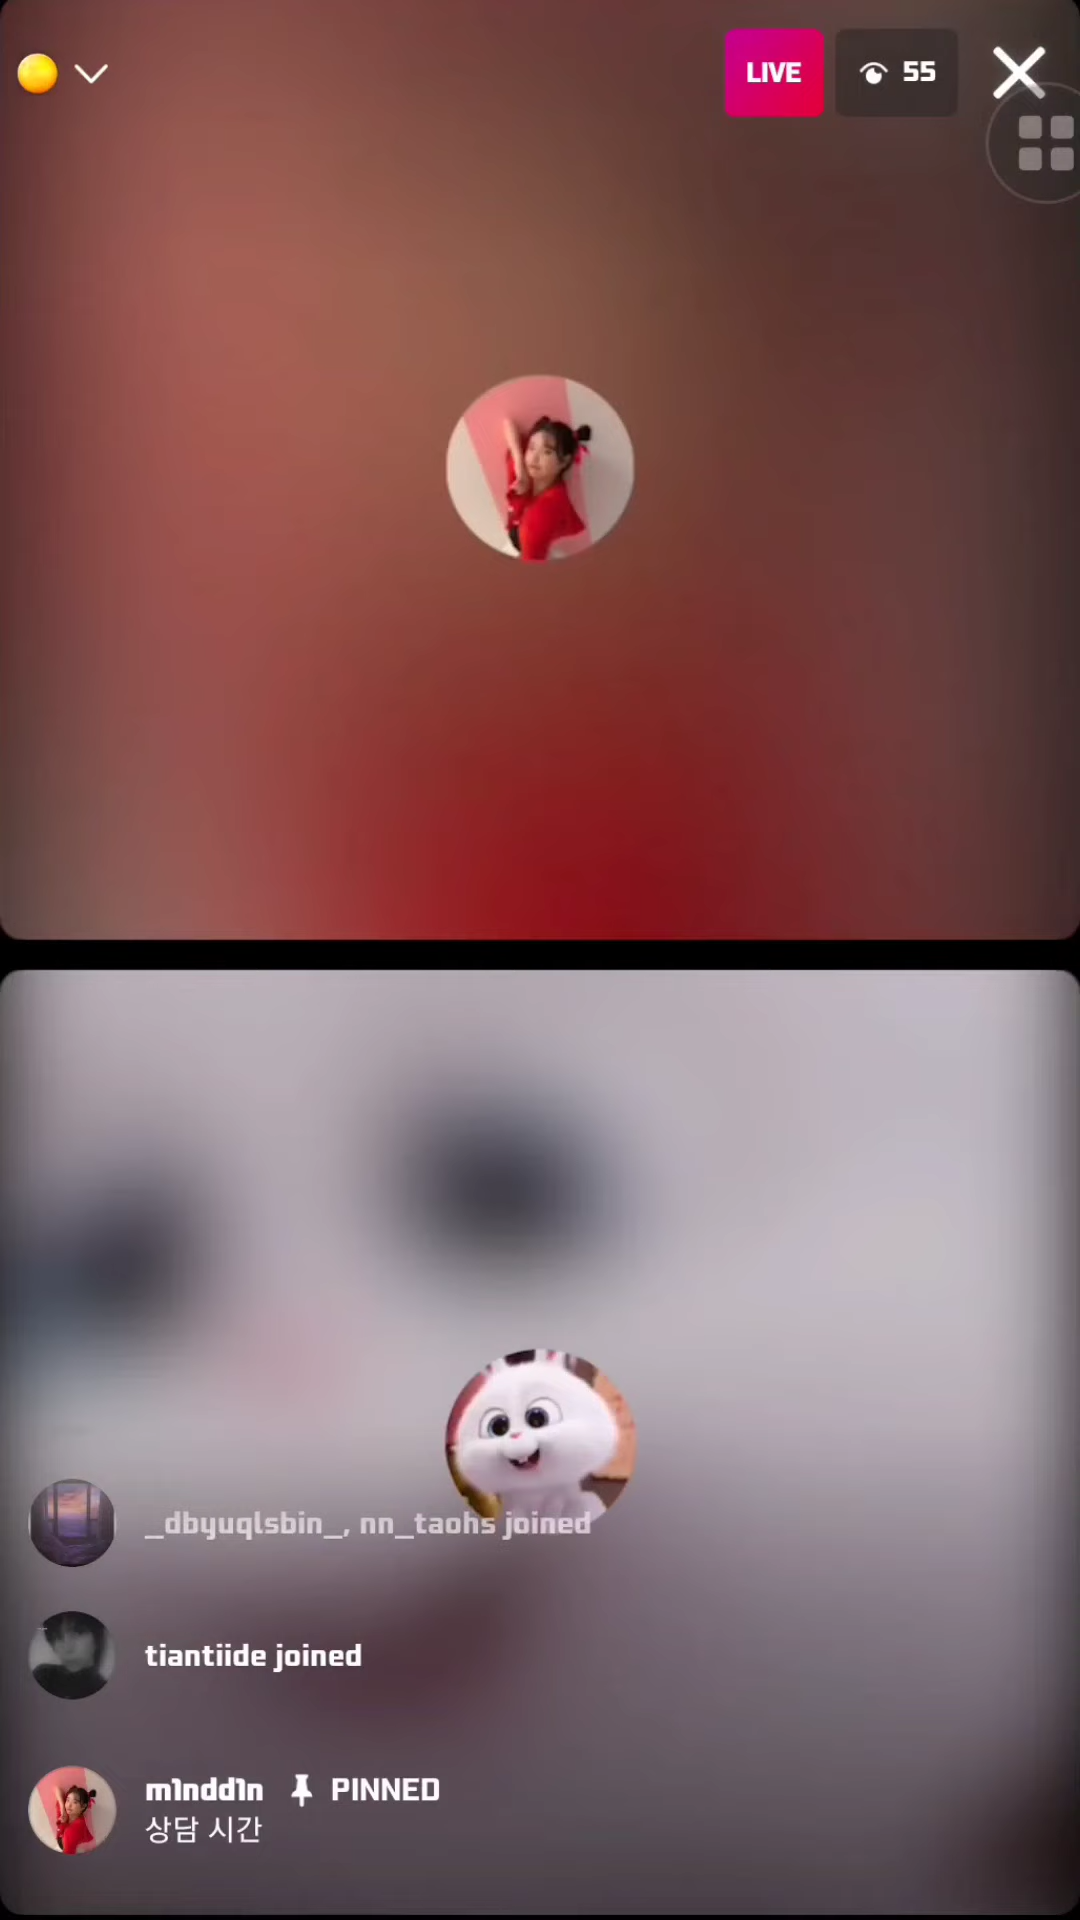 LIVE
55
_dbyuqlsbin_, nn_taohs joined
tiantiide joined
m1ndd1n PINNED
상담 시간